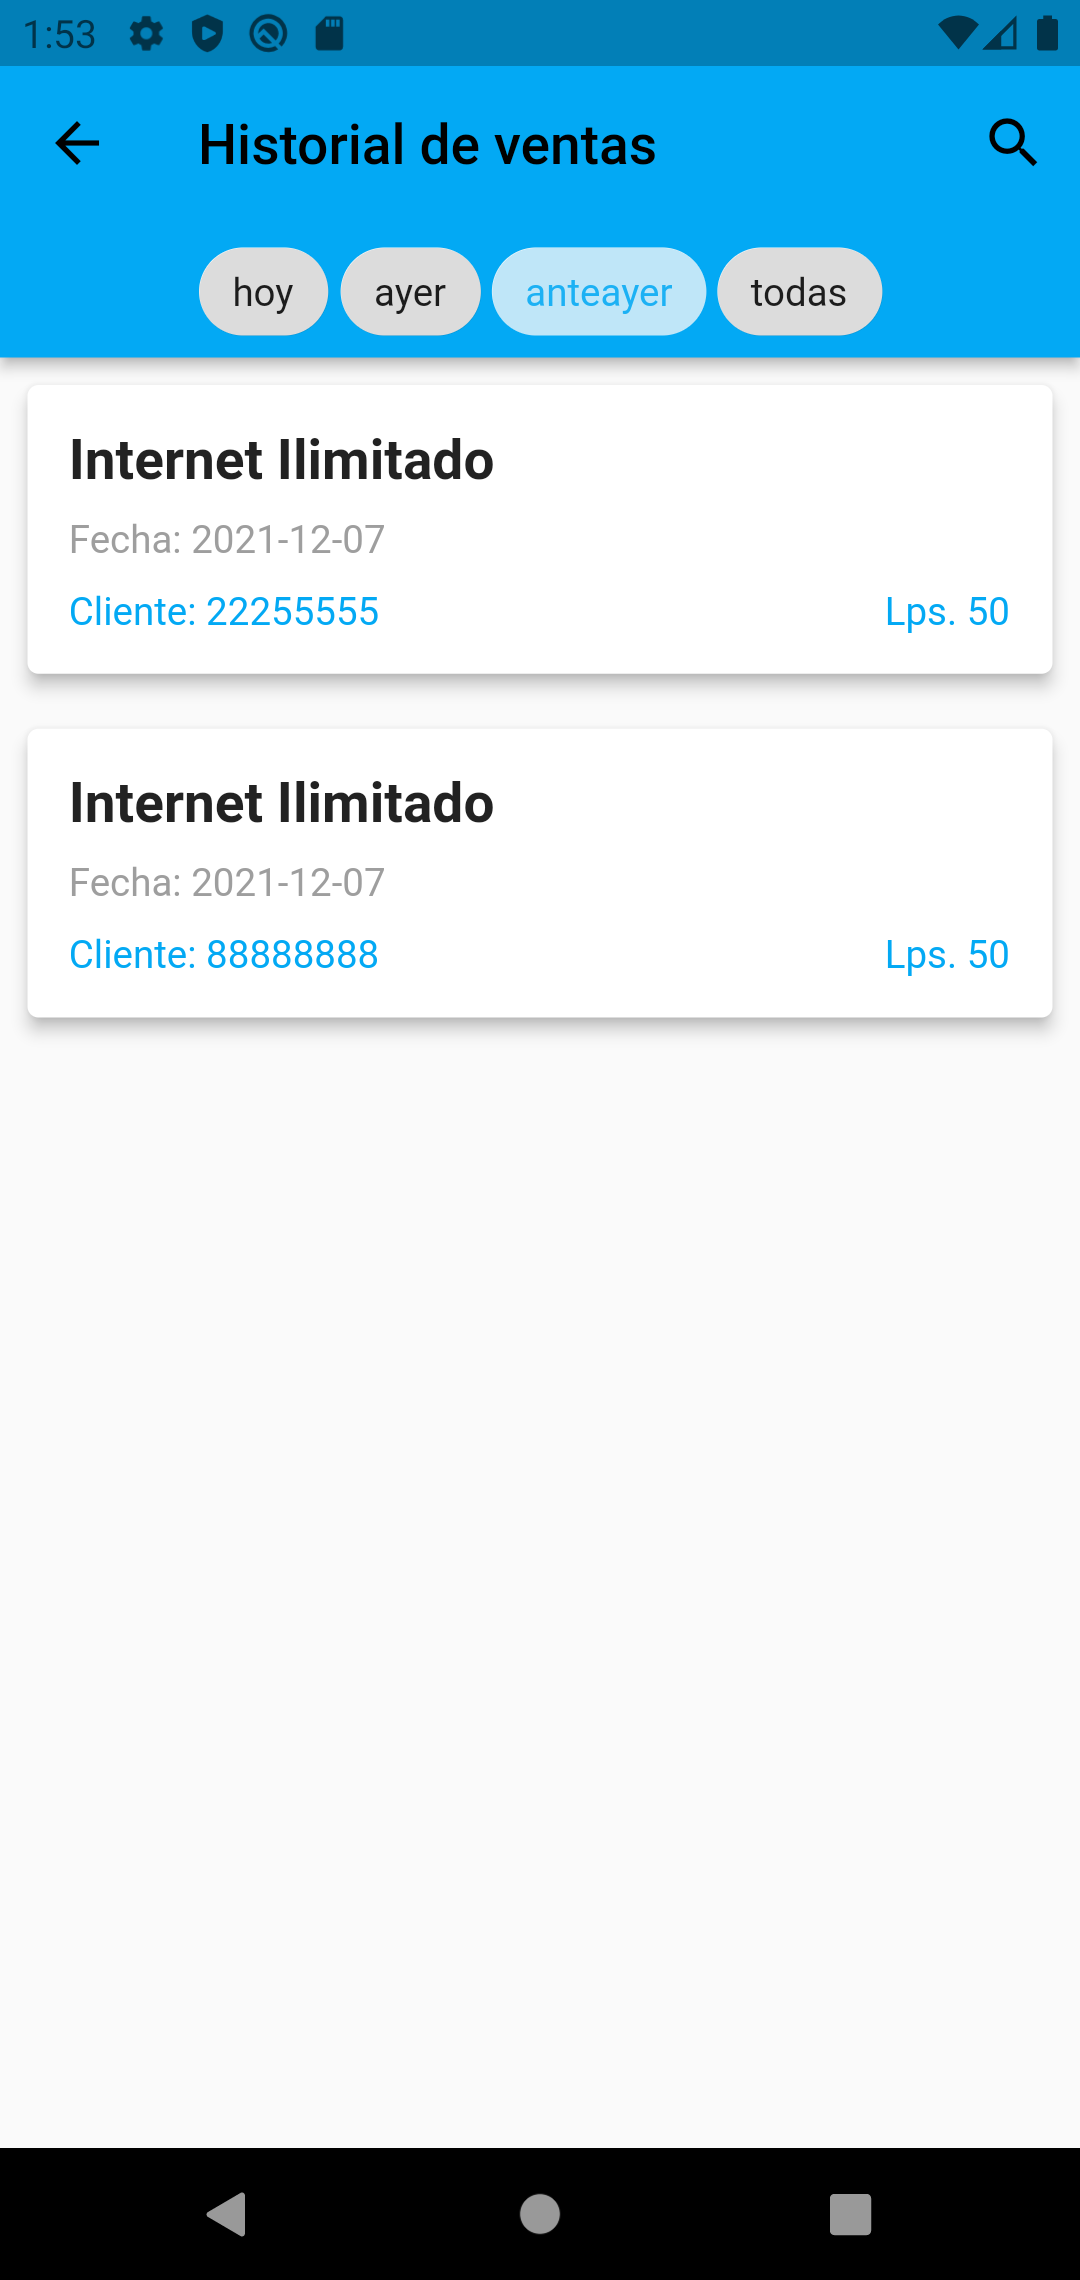 1:53
Historial de ventas
hoy ayer anteayer todas
Internet Ilimitado
Fecha: 2021-12-07
Cliente: 22255555 Lps. 50
Internet Ilimitado
Fecha: 2021-12-07
Cliente: 88888888 Lps. 50